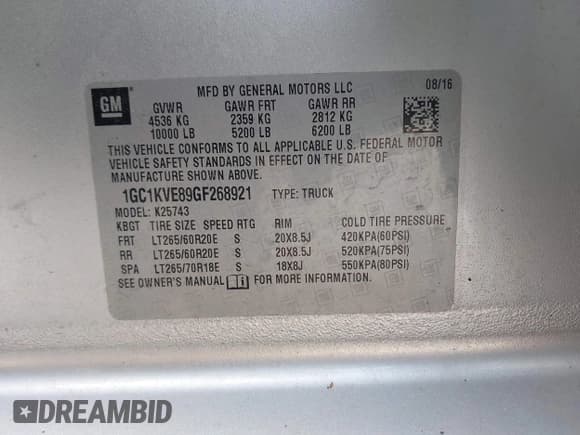 GM
MFD BY GENERAL MOTORS LLC 08/16
GVWR GAWR FRT GAWR RR
4536 KG 2359 KG 2812 KG
10000 LB 5200 LB 6200 LB
THIS VEHICLE CONFORMS TO ALL APPLICABLE U.S. FEDERAL MOTOR
VEHICLE SAFETY STANDARDS IN EFFECT ON THE DATE OF
MANUFACTURE SHOWN ABOVE.
1GC1KVE89GF268921 TYPE: TRUCK
MODEL: K25743
KBGT TIRE SIZE SPEED RTG RIM COLD TIRE PRESSURE
FRT LT265/60R20E S 20X8.5J 420KPA(60PSI)
RR LT265/60R20E S 20X8.5J 520KPA(75PSI)
SPA LT265/70R18E S 18X8J 550KPA(80PSI)
SEE OWNER'S MANUAL FOR MORE INFORMATION.
DREAMBID